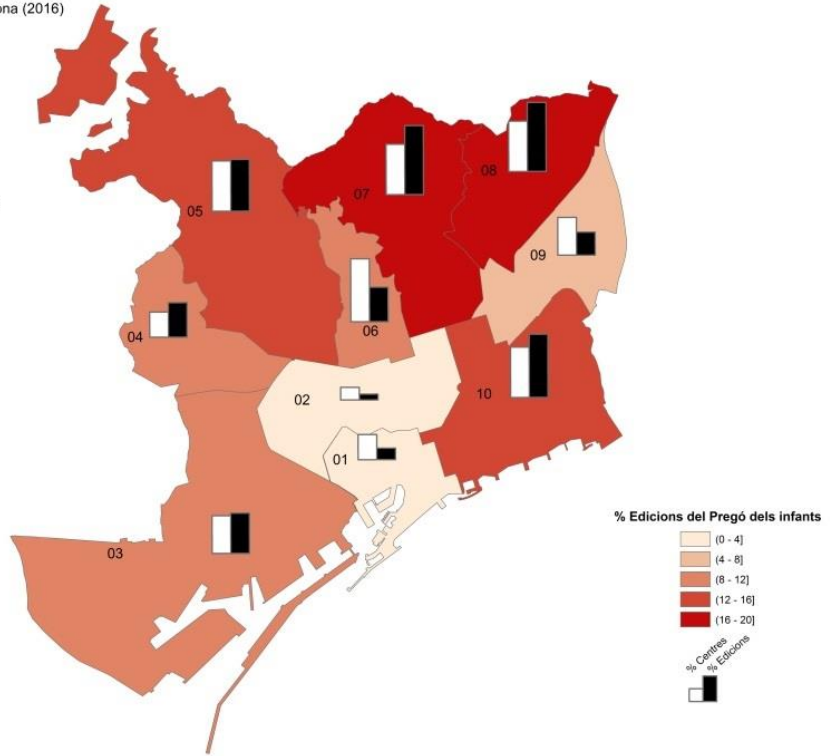 ona (2016)
05
07
08
09
04
06
02
10
01
03
% Edicions del Pregó dels infants
(0 - 4]
(4 - 8]
(8 - 12]
(12 - 16]
(16 - 20]
% Centres
% Edicions